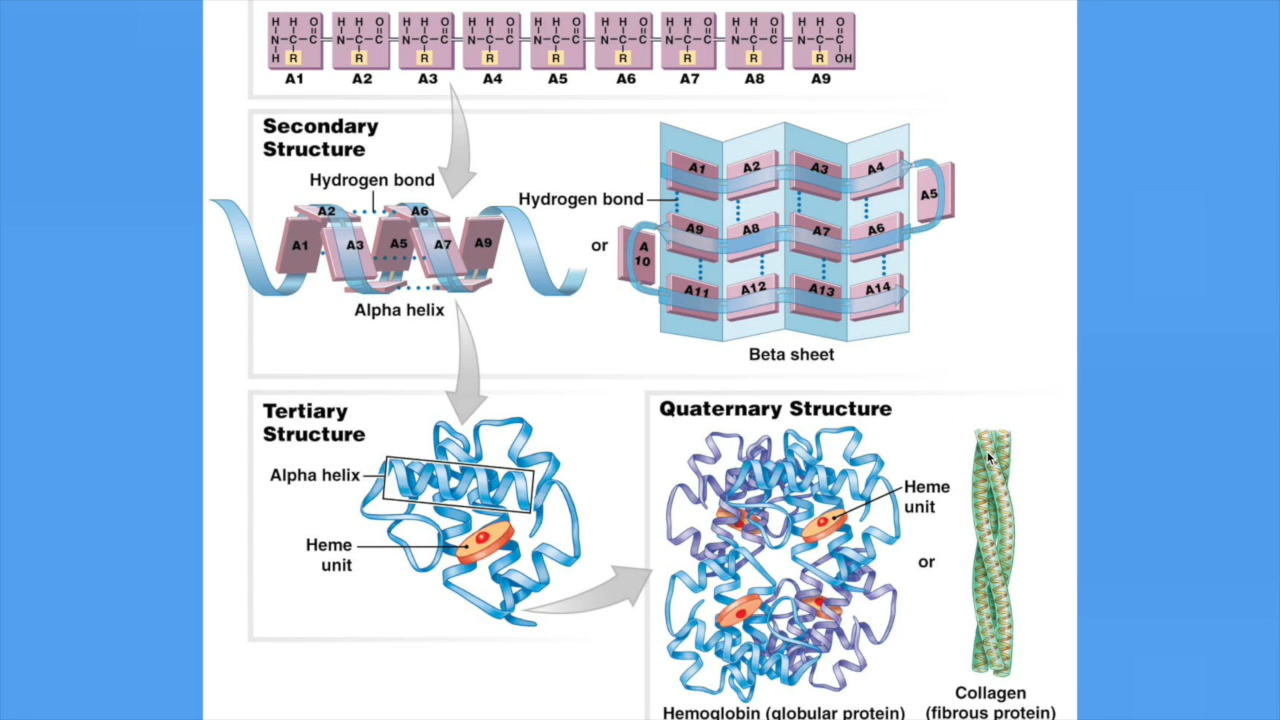 H H O H H O H H O H H O H H O H H O H H O H H O H H O
N C C N C C N C C N C C N C C N C C N C C N C C N C C
H R R R R R R R R R OH
A1 A2 A3 A4 A5 A6 A7 A8 A9
Secondary
Structure
Hydrogen bond
A2 A6
A1 A3 A5 A7 A9
Alpha helix
or
Hydrogen bond
A1 A2 A3 A4
A5
A9 A8 A7 A6
A
10
A11 A12 A13 A14
Beta sheet
Tertiary
Structure
Alpha helix
Heme
unit
Quaternary Structure
Heme
unit
or
Hemoglobin (globular protein)
Collagen
(fibrous protein)